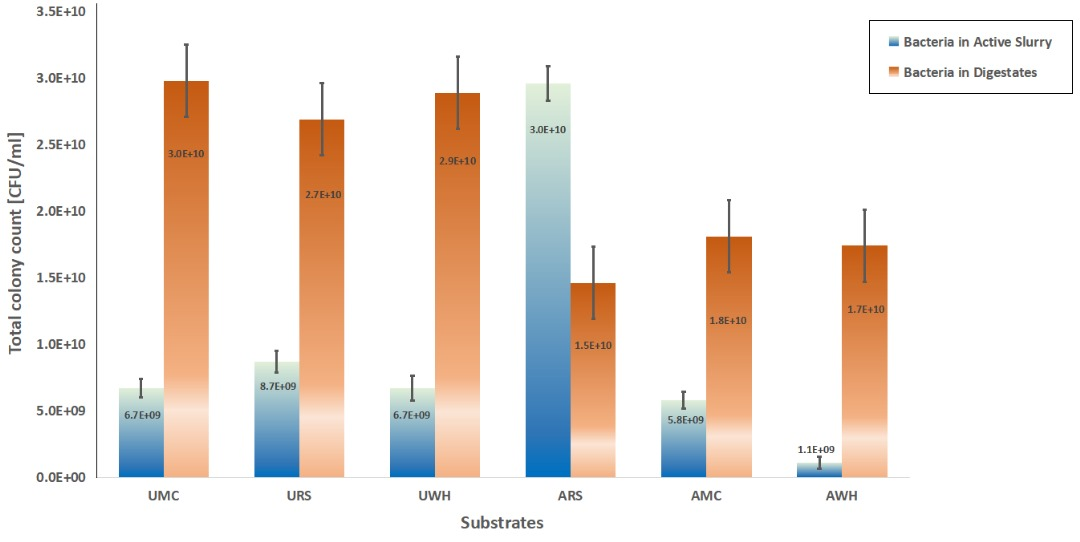 3.5E+10
3.0E+10
2.5E+10
2.0E+10
1.5E+10
1.0E+10
5.0E+09
0.0E+00
Total colony count [CFU/ml]
Bacteria in Active Slurry
Bacteria in Digestates
6.7E+09
3.0E+10
8.7E+09
2.7E+10
6.7E+09
2.9E+10
3.0E+10
1.5E+10
5.8E+09
1.8E+10
1.1E+09
1.7E+10
UMC URS UWH ARS AMC AWH
Substrates